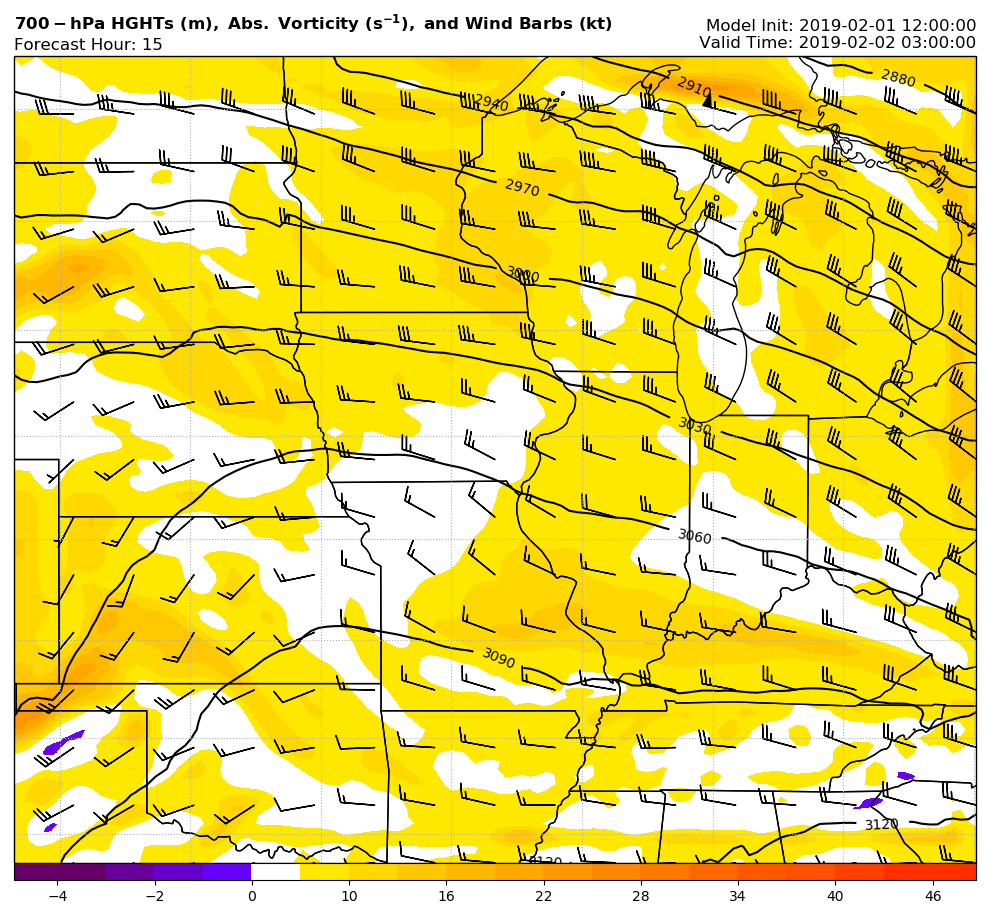 700-hPa HGHTs (m), Abs. Vorticity (s⁻¹), and Wind Barbs (kt)
Model Init: 2019-02-01 12:00:00
Forecast Hour: 15
Valid Time: 2019-02-02 03:00:00
2880
2910
2940
2970
3000
3030
3060
3090
3120
3120
−4 −2 0 10 16 22 28 34 40 46